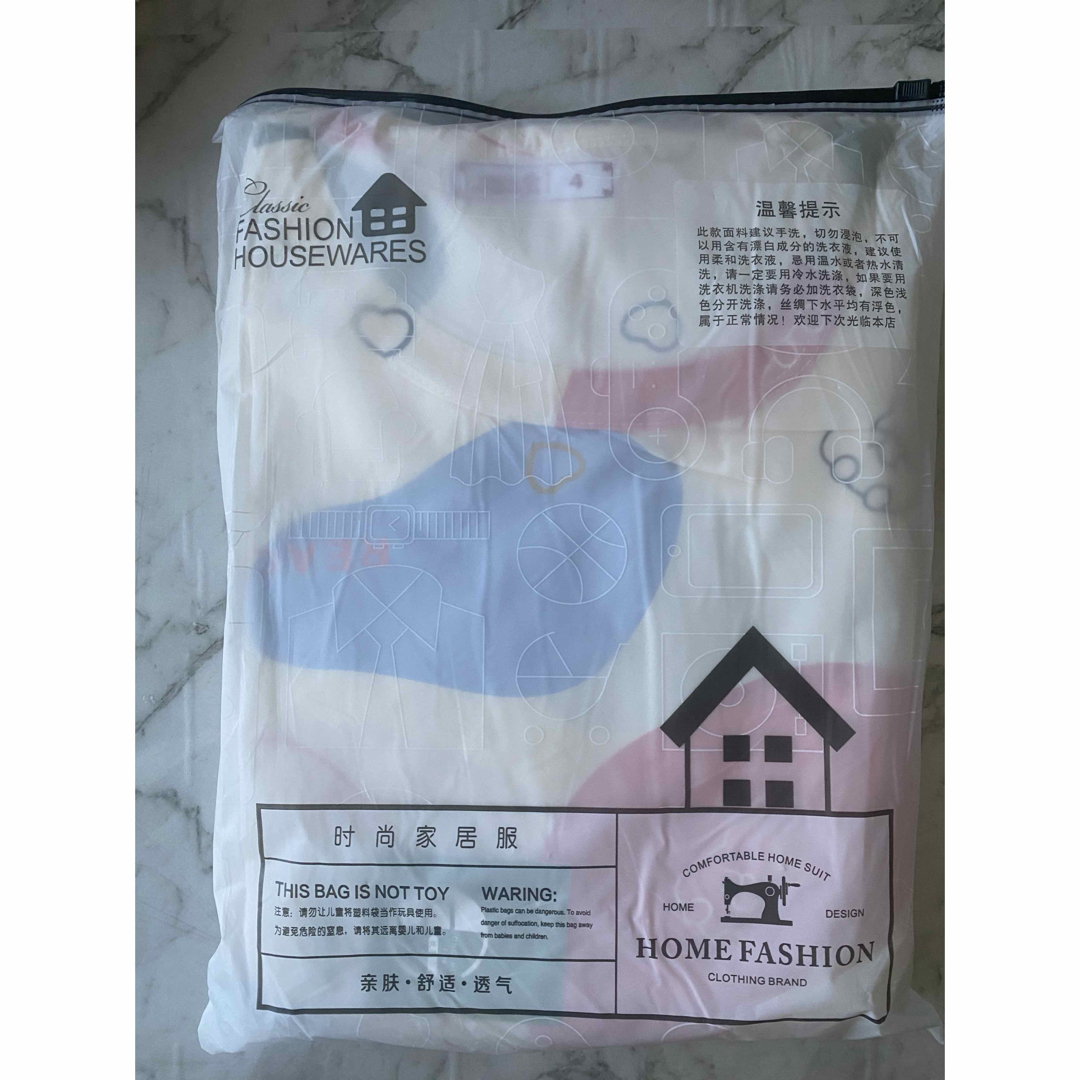 Classic
FASHION
HOUSEWARES
4
温馨提示
此款面料建议手洗,切勿浸泡,不可
以用含有漂白成分的洗衣液,建议使
用柔和洗衣液,忌用温水或者热水清
洗,请一定要用冷水洗涤,如果要用
洗衣机洗涤请务必加洗衣袋,深色浅
色分开洗涤,丝绸下水平均有浮色,
属于正常情况!欢迎下次光临本店
时尚家居服
THIS BAG IS NOT TOY
注意:请勿让儿童将塑料袋当作玩具使用。
为避免危险的窒息,请将其远离婴儿和儿童。
WARING:
Plastic bags can be dangerous. To avoid
danger of suffocation, keep this bag away
from babies and children.
亲肤·舒适·透气
COMFORTABLE HOME SUIT
HOME DESIGN
HOME FASHION
CLOTHING BRAND